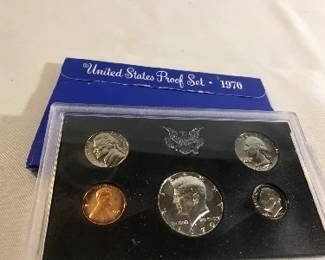 United States Proof Set · 1970